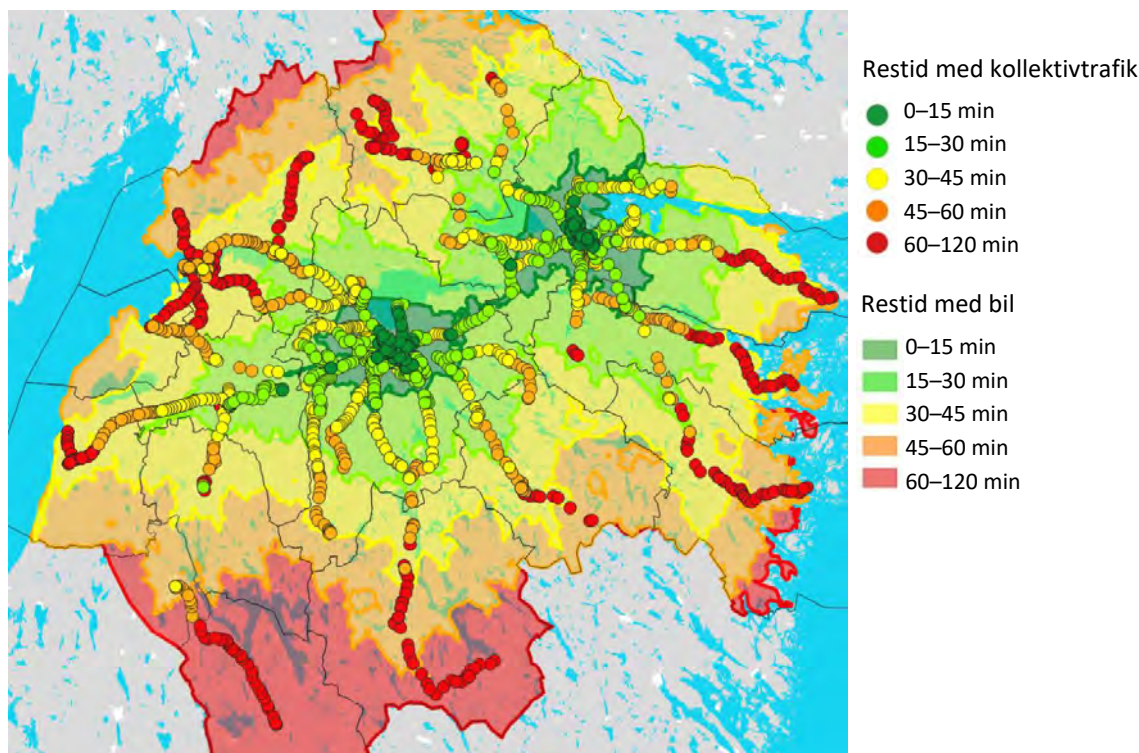 Restid med kollektivtrafik
0–15 min
15–30 min
30–45 min
45–60 min
60–120 min
Restid med bil
0–15 min
15–30 min
30–45 min
45–60 min
60–120 min